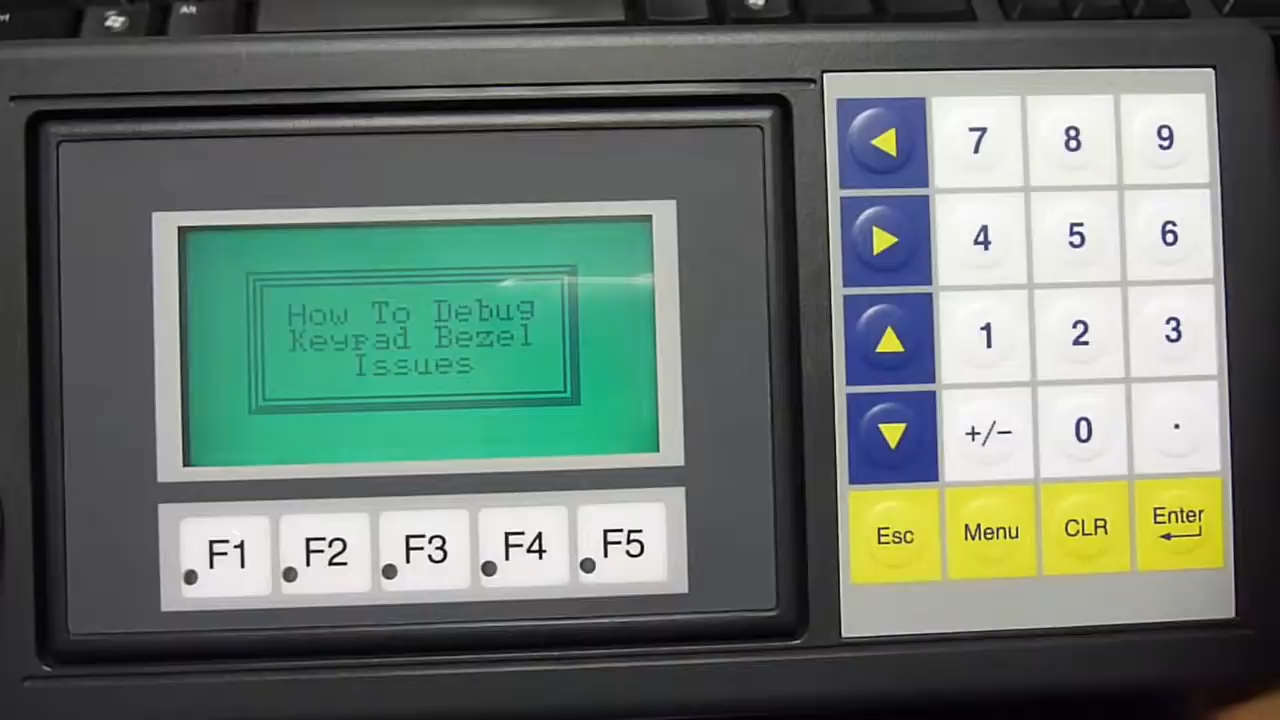 Alt
How To Debug
Keypad Bezel
Issues
7 8 9
4 5 6
1 2 3
+/- 0 .
Esc Menu CLR Enter
F1 F2 F3 F4 F5